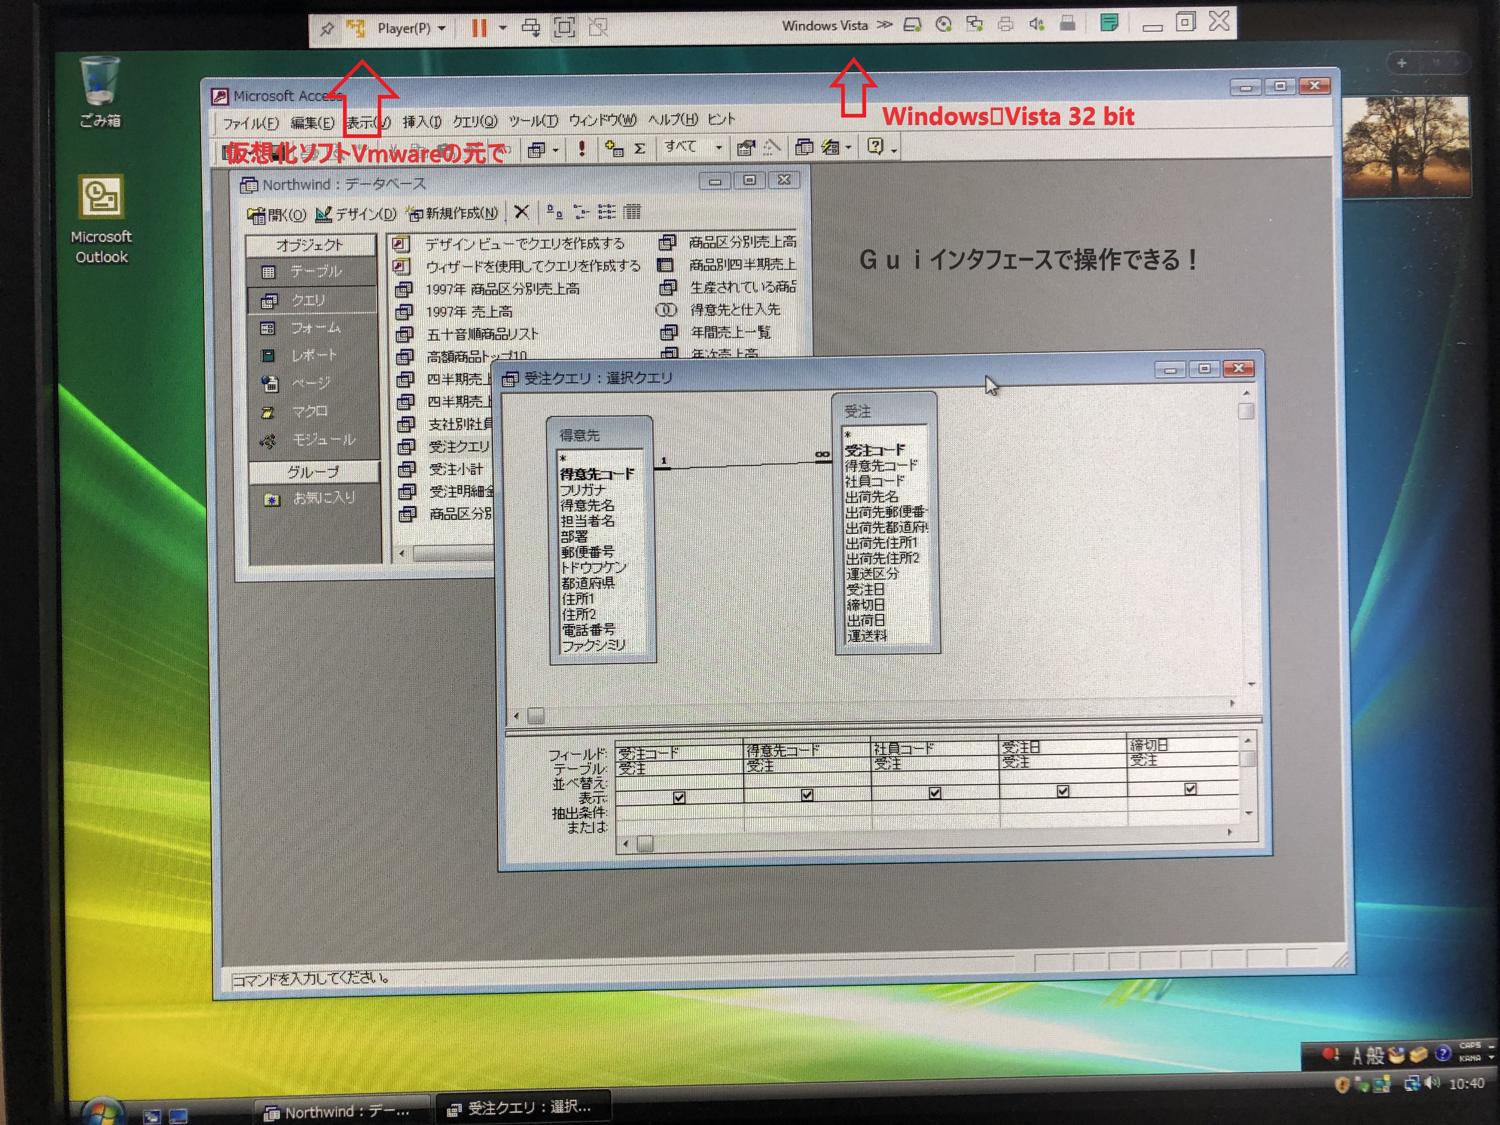 Player(P)
Windows Vista
ごみ箱
Microsoft
Outlook
Microsoft Access
ファイル(F) 編集(E) 表示(V) 挿入(I) クエリ(Q) ツール(T) ウィンドウ(W) ヘルプ(H) ヒント
Windows□Vista 32 bit
仮想化ソフトVmwareの元で
すべて
Northwind : データベース
開く(O) デザイン(D) 新規作成(N)
オブジェクト
テーブル
クエリ
フォーム
レポート
ページ
マクロ
モジュール
グループ
お気に入り
デザイン ビューでクエリを作成する
ウィザードを使用してクエリを作成する
1997年 商品区分別売上高
1997年 売上高
五十音順商品リスト
高額商品トップ10
四半期売上
四半期売上
支社別社員
受注クエリ
受注小計
受注明細金
商品区分別
商品区分別売上高
商品別四半期売上
生産されている商品
得意先と仕入先
年間売上一覧
年次売上高
Ｇｕｉインタフェースで操作できる！
受注クエリ : 選択クエリ
得意先
*
得意先コード
フリガナ
得意先名
担当者名
部署
郵便番号
トドウフケン
都道府県
住所1
住所2
電話番号
ファクシミリ
1
∞
受注
*
受注コード
得意先コード
社員コード
出荷先名
出荷先郵便番
出荷先都道府
出荷先住所1
出荷先住所2
運送区分
受注日
締切日
出荷日
運送料
フィールド: 受注コード 得意先コード 社員コード 受注日 締切日
テーブル: 受注 受注 受注 受注 受注
並べ替え:
表示:
抽出条件:
または:
コマンドを入力してください。
A 般 CAPS
KANA
Northwind : デー...
受注クエリ : 選択...
10:40